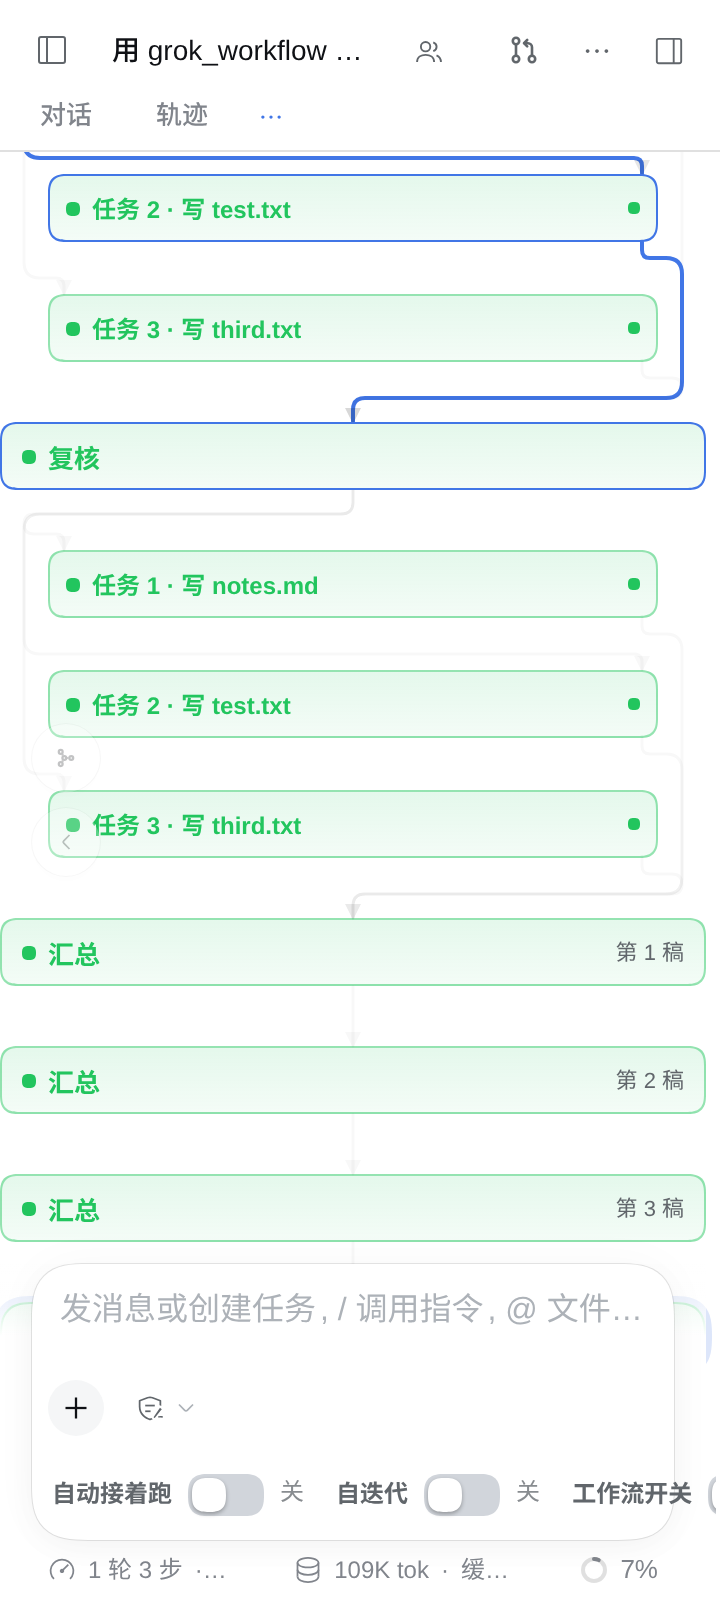 用 grok_workflow …
对话 轨迹 …
任务 2 · 写 test.txt
任务 3 · 写 third.txt
复核
任务 1 · 写 notes.md
任务 2 · 写 test.txt
任务 3 · 写 third.txt
汇总 第 1 稿
汇总 第 2 稿
汇总 第 3 稿
发消息或创建任务, / 调用指令, @ 文件…
自动接着跑 关 自迭代 关 工作流开关
1 轮 3 步 ·… 109K tok · 缓… 7%